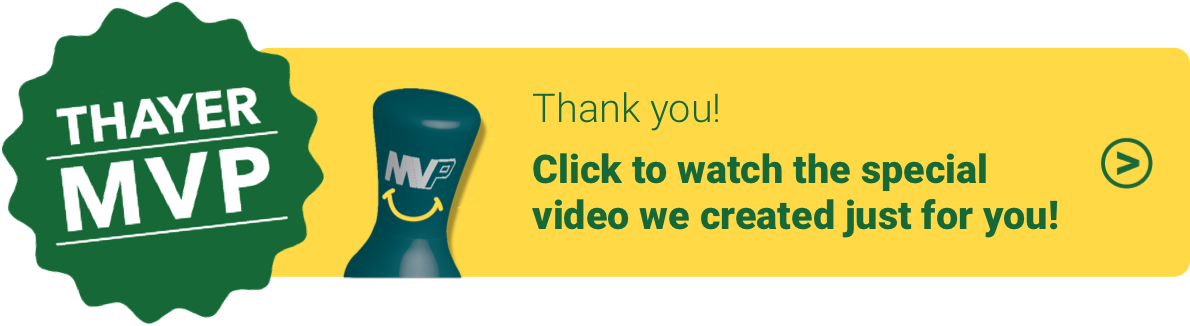 THAYER
MVP
MVP
Thank you!
Click to watch the special
video we created just for you!